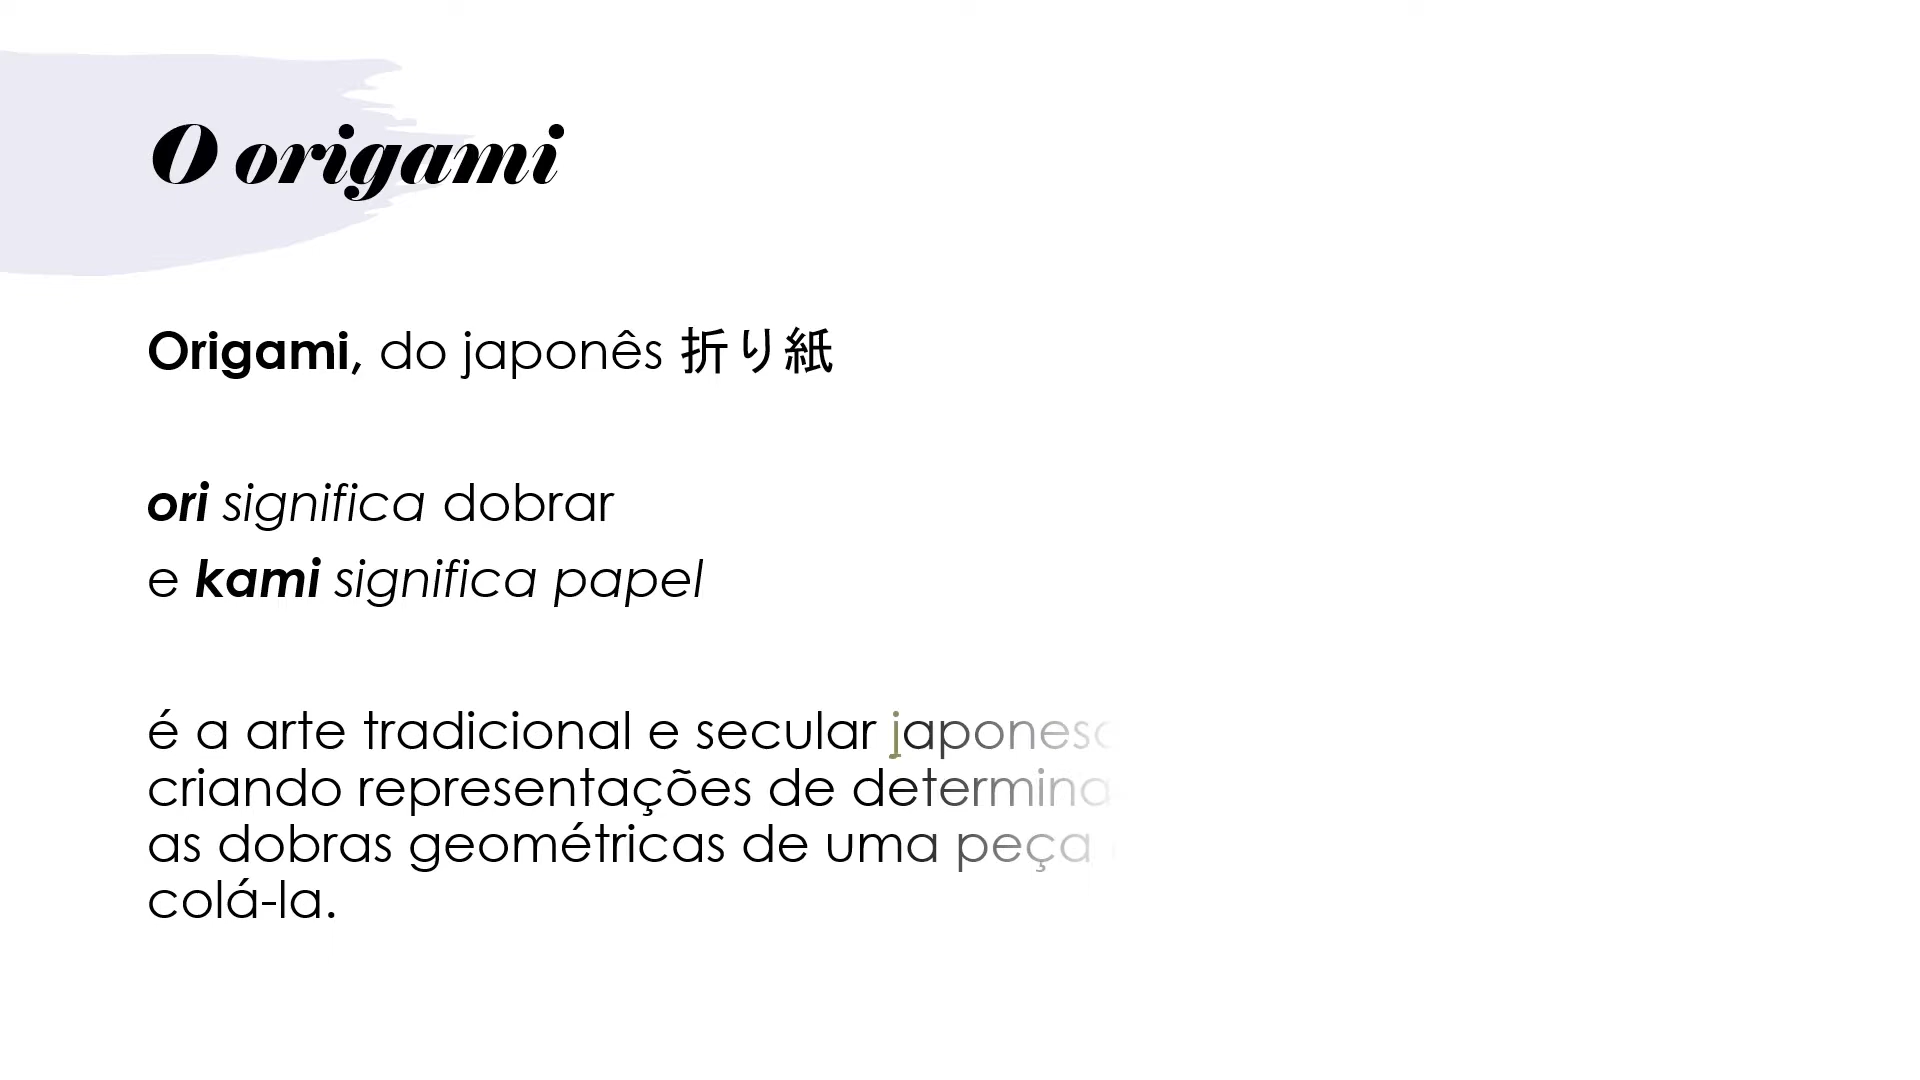 O origami
Origami, do japonês 折り紙
ori significa dobrar
e kami significa papel
é a arte tradicional e secular japonesa
criando representações de
as dobras geométricas de uma peça
colá-la.